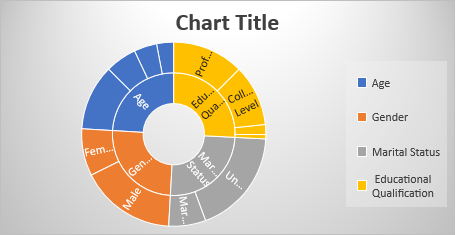 Chart Title
Prof...
Coll...
Level
Edu...
Qua...
Age
Gen...
Fem...
Male
Mar...
Status
Mar...
Un...
Age
Gender
Marital Status
Educational
Qualification